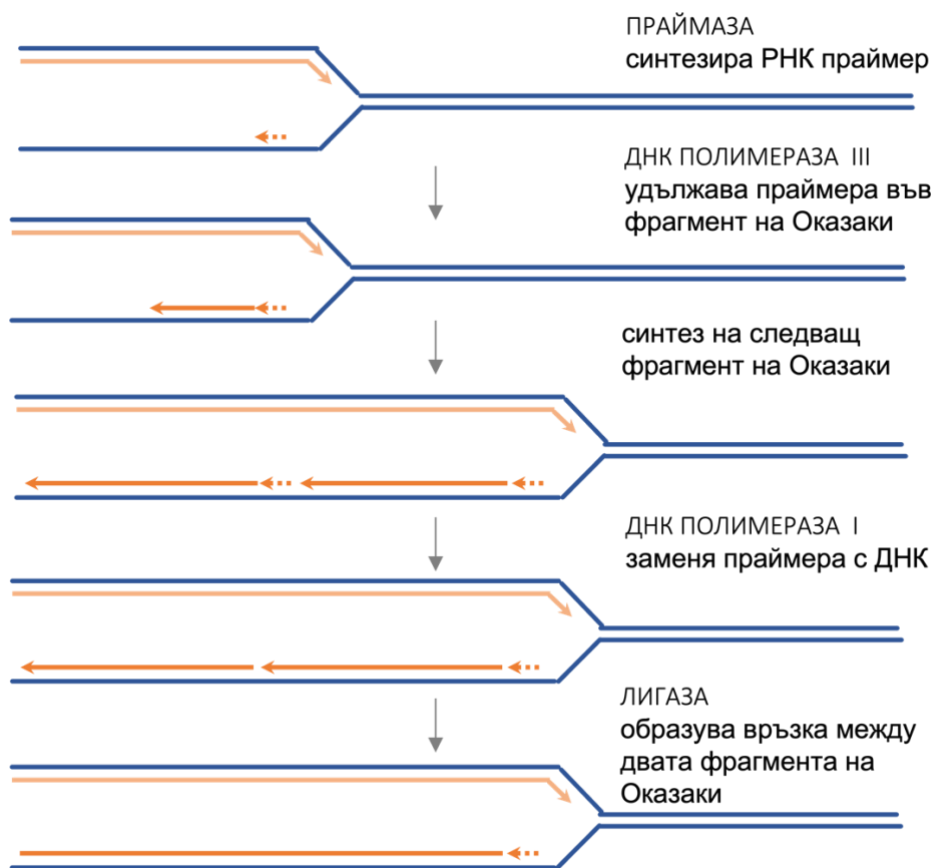 ПРАЙМАЗА
синтезира РНК праймер
ДНК ПОЛИМЕРАЗА III
удължава праймера във
фрагмент на Оказаки
синтез на следващ
фрагмент на Оказаки
ДНК ПОЛИМЕРАЗА I
заменя праймера с ДНК
ЛИГАЗА
образува връзка между
двата фрагмента на
Оказаки